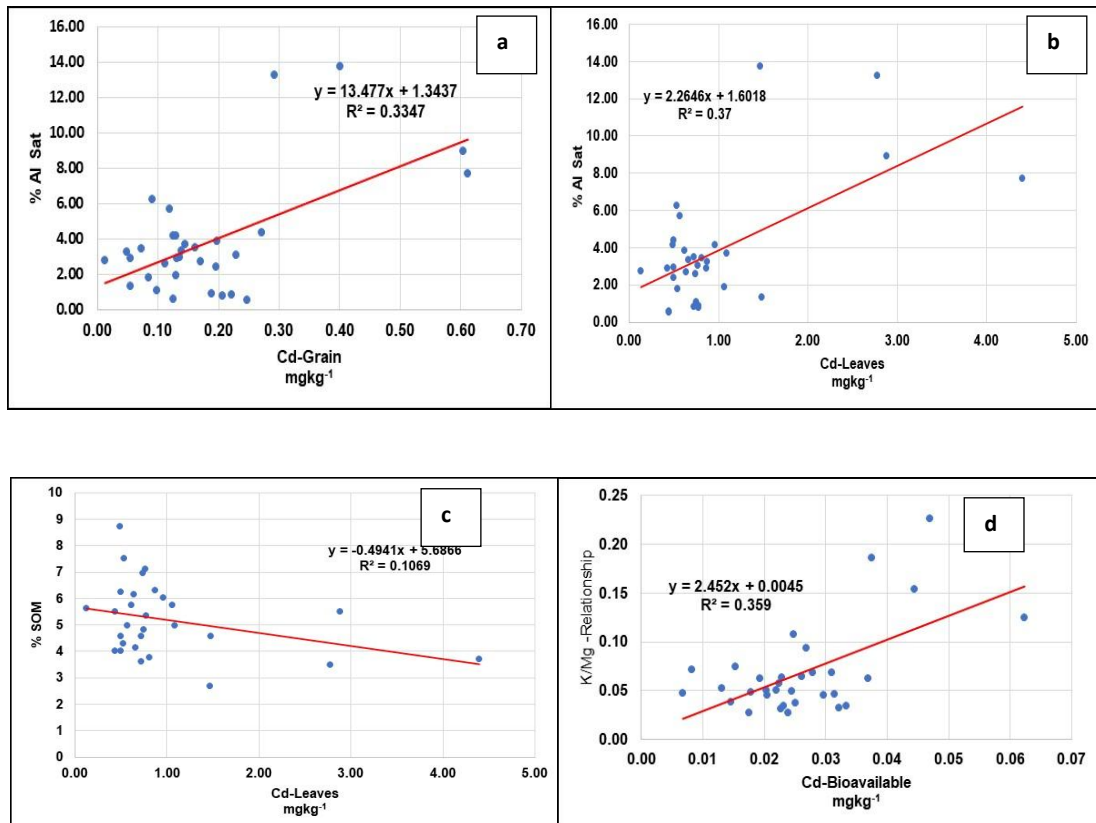 16.00
14.00
12.00
10.00
8.00
6.00
4.00
2.00
0.00
% Al Sat
a
y = 13.477x + 1.3437
R² = 0.3347
0.00 0.10 0.20 0.30 0.40 0.50 0.60 0.70
Cd-Grain
mgkg⁻¹
16.00
14.00
12.00
10.00
8.00
6.00
4.00
2.00
0.00
% Al Sat
b
y = 2.2646x + 1.6018
R² = 0.37
0.00 1.00 2.00 3.00 4.00 5.00
Cd-Leaves
mgkg⁻¹
10
9
8
7
6
5
4
3
2
1
0
% SOM
c
y = -0.4941x + 5.6866
R² = 0.1069
0.00 1.00 2.00 3.00 4.00 5.00
Cd-Leaves
mgkg⁻¹
0.25
0.20
0.15
0.10
0.05
0.00
K/Mg -Relationship
d
y = 2.452x + 0.0045
R² = 0.359
0.00 0.01 0.02 0.03 0.04 0.05 0.06 0.07
Cd-Bioavailable
mgkg⁻¹